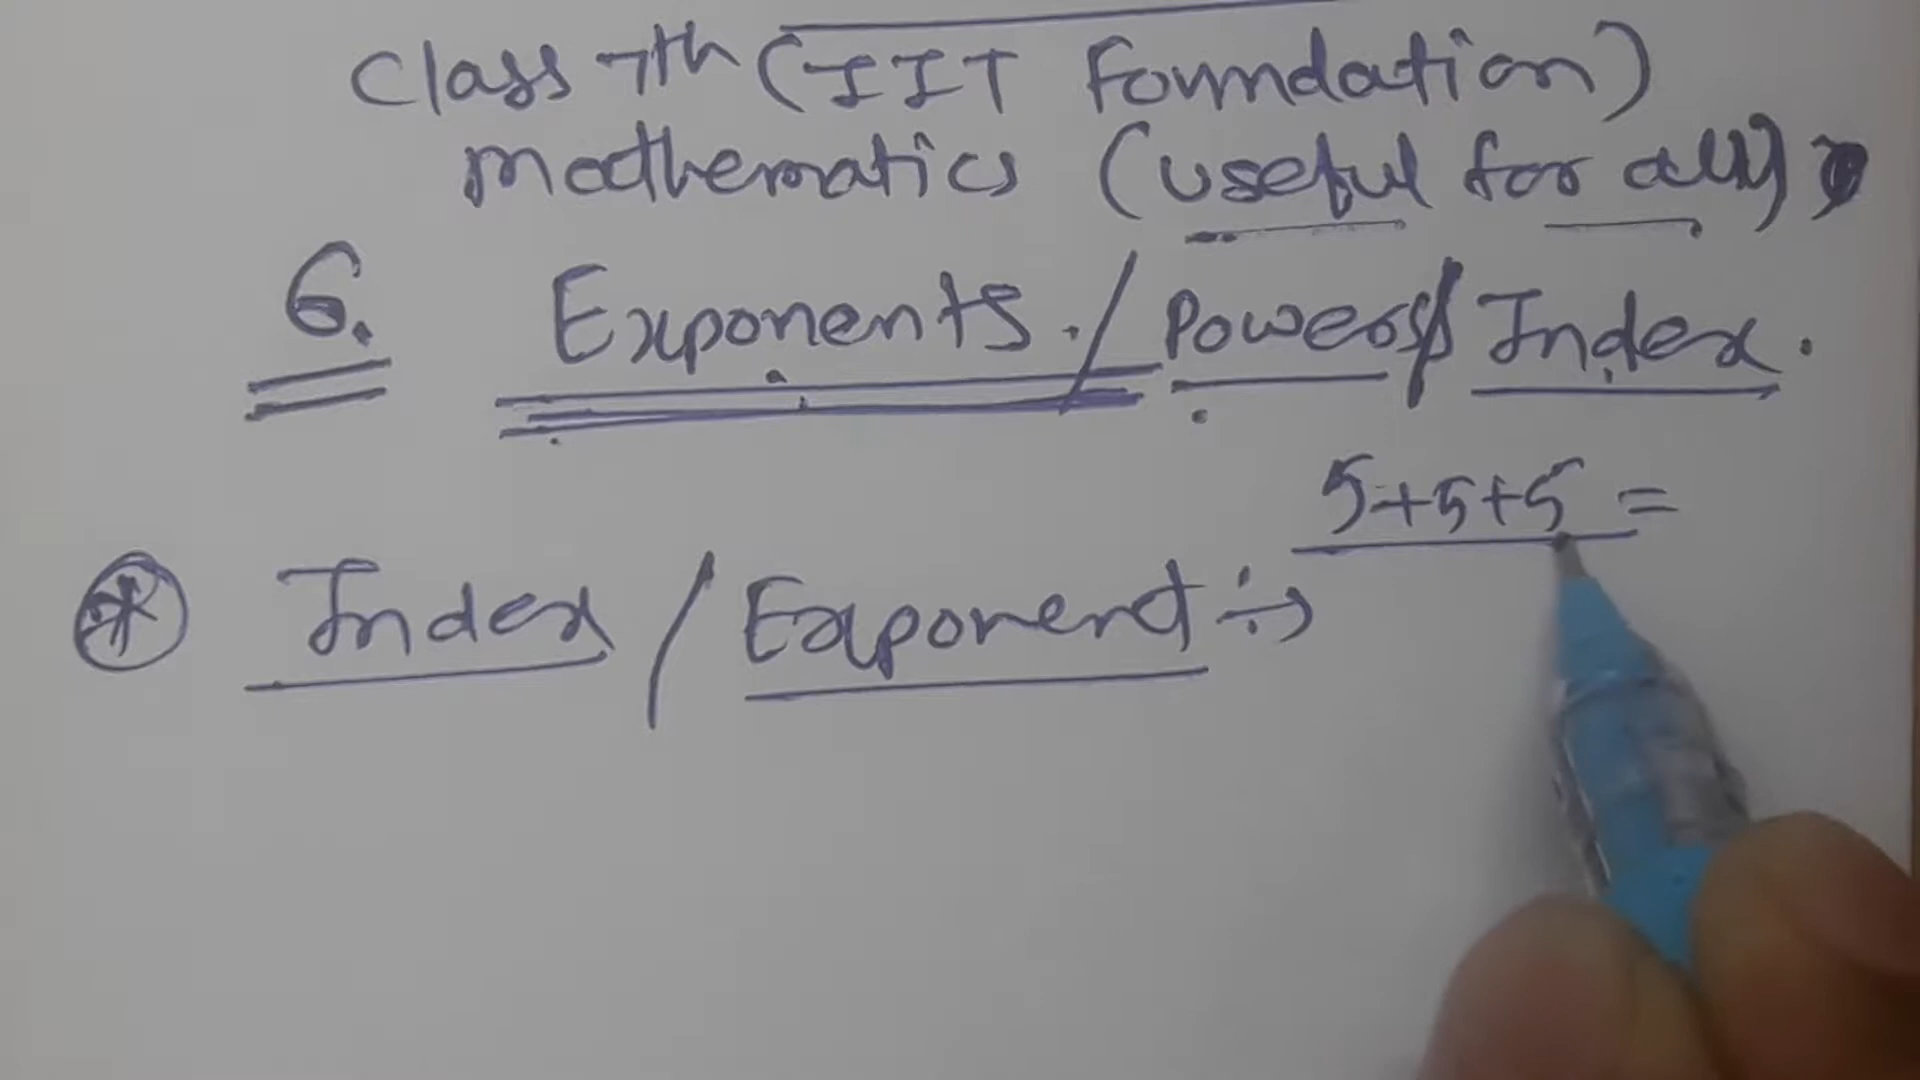 Class 7th (IIT Foundation)
mathematics (useful for all)
6. Exponents./Powers/Index.
5+5+5=
* Index/Exponent :→